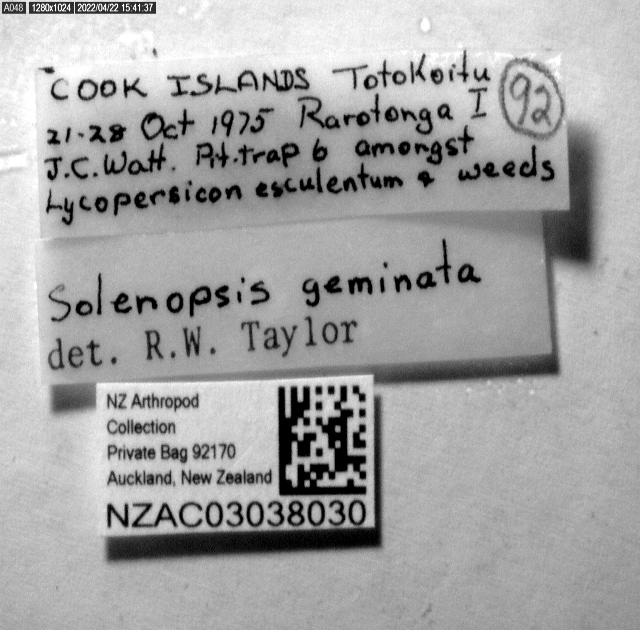 A048 1280x1024 2022/04/22 15:41:37
COOK ISLANDS Totokoitu
21-28 Oct 1975 Rarotonga I
92
J.C. Watt. Pit.trap 6 amongst
Lycopersicon esculentum & weeds
Solenopsis geminata
det. R.W. Taylor
NZ Arthropod
Collection
Private Bag 92170
Auckland, New Zealand
NZAC03038030